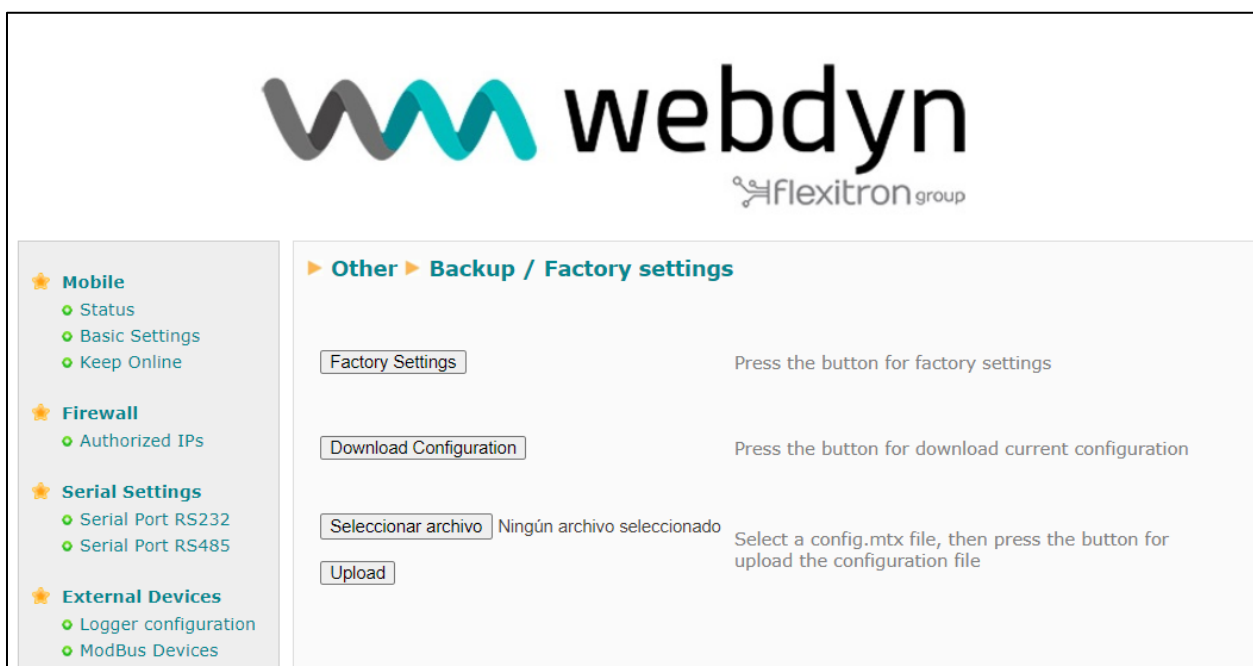 webdyn
flexitron group
Mobile
Status
Basic Settings
Keep Online
Firewall
Authorized IPs
Serial Settings
Serial Port RS232
Serial Port RS485
External Devices
Logger configuration
ModBus Devices
Other Backup / Factory settings
Factory Settings
Press the button for factory settings
Download Configuration
Press the button for download current configuration
Seleccionar archivo Ningún archivo seleccionado
Upload
Select a config.mtx file, then press the button for
upload the configuration file